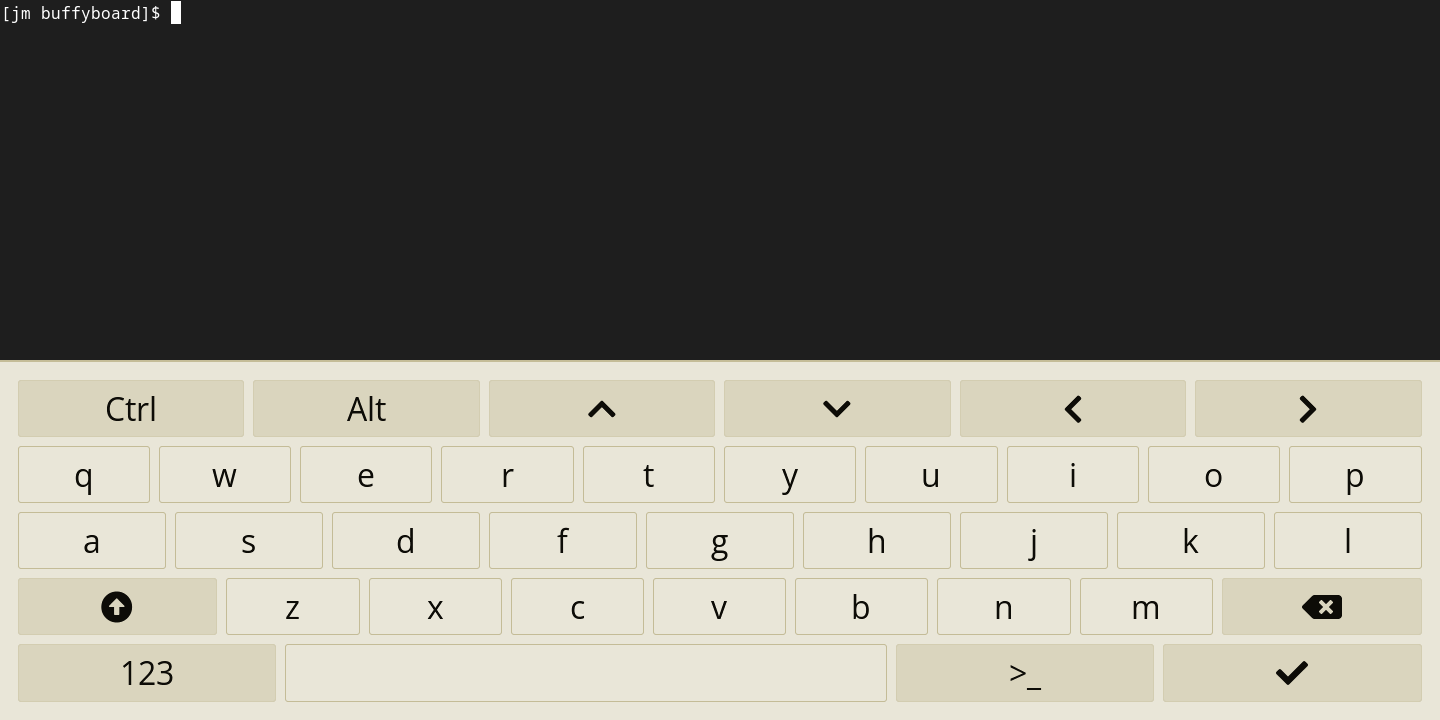 [jm buffyboard]$
Ctrl Alt
q w e r t y u i o p
a s d f g h j k l
z x c v b n m
123 >_